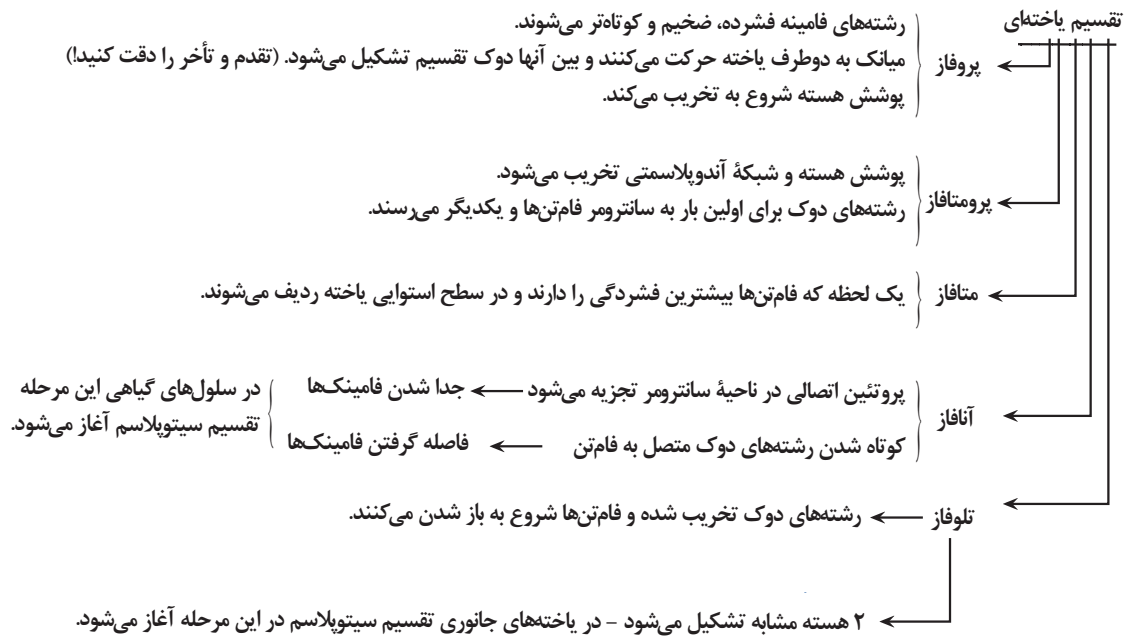 تقسیم یاخته‌ای
پروفاز
رشته‌های فامینه فشرده، ضخیم و کوتاه‌تر می‌شوند.
میانک به دوطرف یاخته حرکت می‌کنند و بین آنها دوک تقسیم تشکیل می‌شود. (تقدم و تأخر را دقت کنید!)
پوشش هسته شروع به تخریب می‌کند.
پرومتافاز
پوشش هسته و شبکهٔ آندوپلاسمتی تخریب می‌شود.
رشته‌های دوک برای اولین بار به سانترومر فام‌تن‌ها و یکدیگر می‌رسند.
متافاز
یک لحظه که فام‌تن‌ها بیشترین فشردگی را دارند و در سطح استوایی یاخته ردیف می‌شوند.
آنافاز
پروتئین اتصالی در ناحیهٔ سانترومر تجزیه می‌شود ← جدا شدن فامینک‌ها
کوتاه شدن رشته‌های دوک متصل به فام‌تن ← فاصله گرفتن فامینک‌ها
در سلول‌های گیاهی این مرحله
تقسیم سیتوپلاسم آغاز می‌شود.
تلوفاز ← رشته‌های دوک تخریب شده و فام‌تن‌ها شروع به باز شدن می‌کنند.
۲ هسته مشابه تشکیل می‌شود - در یاخته‌های جانوری تقسیم سیتوپلاسم در این مرحله آغاز می‌شود.